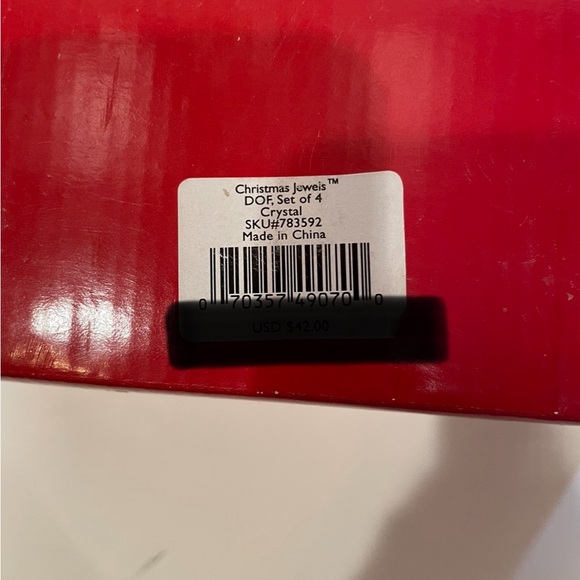 Christmas Jewels™
DOF, Set of 4
Crystal
SKU#783592
Made in China
0 70357 49070 0
USD $42.00